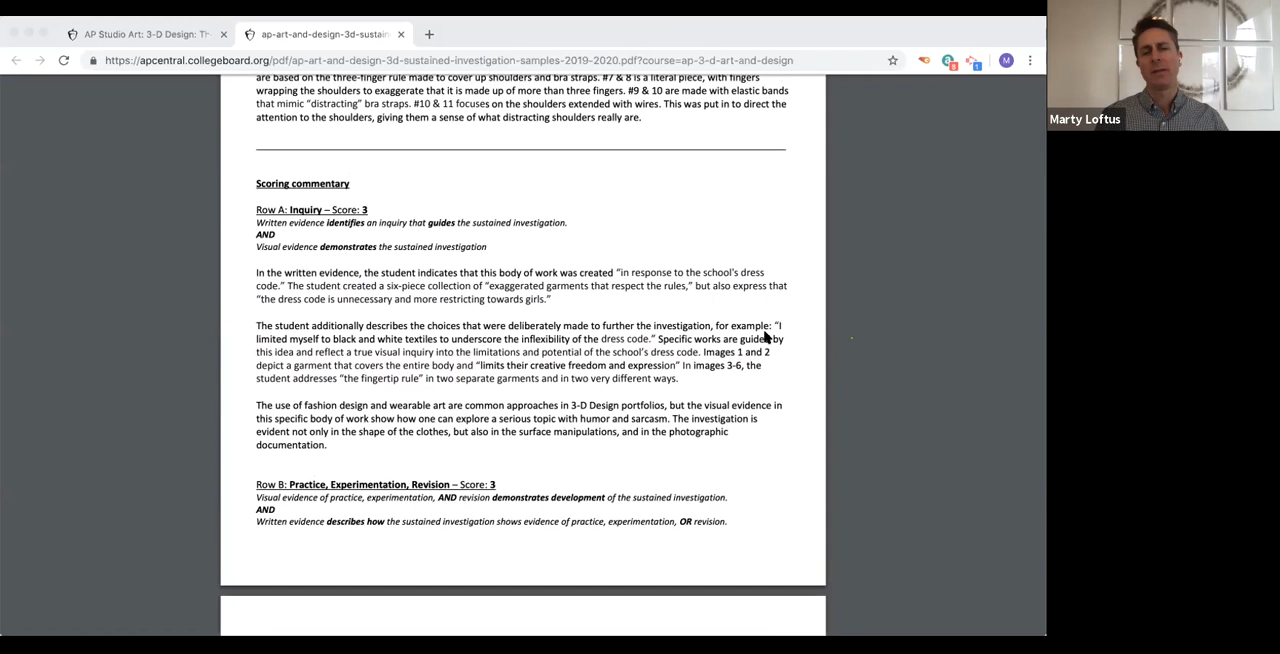 AP Studio Art: 3-D Design: Th
ap-art-and-design-3d-sustain
https://apcentral.collegeboard.org/pdf/ap-art-and-design-3d-sustained-investigation-samples-2019-2020.pdf?course=ap-3-d-art-and-design
M
Marty Loftus
are based on the three-finger rule made to cover up shoulders and bra straps. #7 & 8 is a literal piece, with fingers
wrapping the shoulders to exaggerate that it is made up of more than three fingers. #9 & 10 are made with elastic bands
that mimic “distracting” bra straps. #10 & 11 focuses on the shoulders extended with wires. This was put in to direct the
attention to the shoulders, giving them a sense of what distracting shoulders really are.
Scoring commentary
Row A: Inquiry – Score: 3
Written evidence identifies an inquiry that guides the sustained investigation.
AND
Visual evidence demonstrates the sustained investigation
In the written evidence, the student indicates that this body of work was created “in response to the school's dress
code.” The student created a six-piece collection of “exaggerated garments that respect the rules,” but also express that
“the dress code is unnecessary and more restricting towards girls.”
The student additionally describes the choices that were deliberately made to further the investigation, for example: “I
limited myself to black and white textiles to underscore the inflexibility of the dress code.” Specific works are guided by
this idea and reflect a true visual inquiry into the limitations and potential of the school’s dress code. Images 1 and 2
depict a garment that covers the entire body and “limits their creative freedom and expression” In images 3-6, the
student addresses “the fingertip rule” in two separate garments and in two very different ways.
The use of fashion design and wearable art are common approaches in 3-D Design portfolios, but the visual evidence in
this specific body of work show how one can explore a serious topic with humor and sarcasm. The investigation is
evident not only in the shape of the clothes, but also in the surface manipulations, and in the photographic
documentation.
Row B: Practice, Experimentation, Revision – Score: 3
Visual evidence of practice, experimentation, AND revision demonstrates development of the sustained investigation.
AND
Written evidence describes how the sustained investigation shows evidence of practice, experimentation, OR revision.